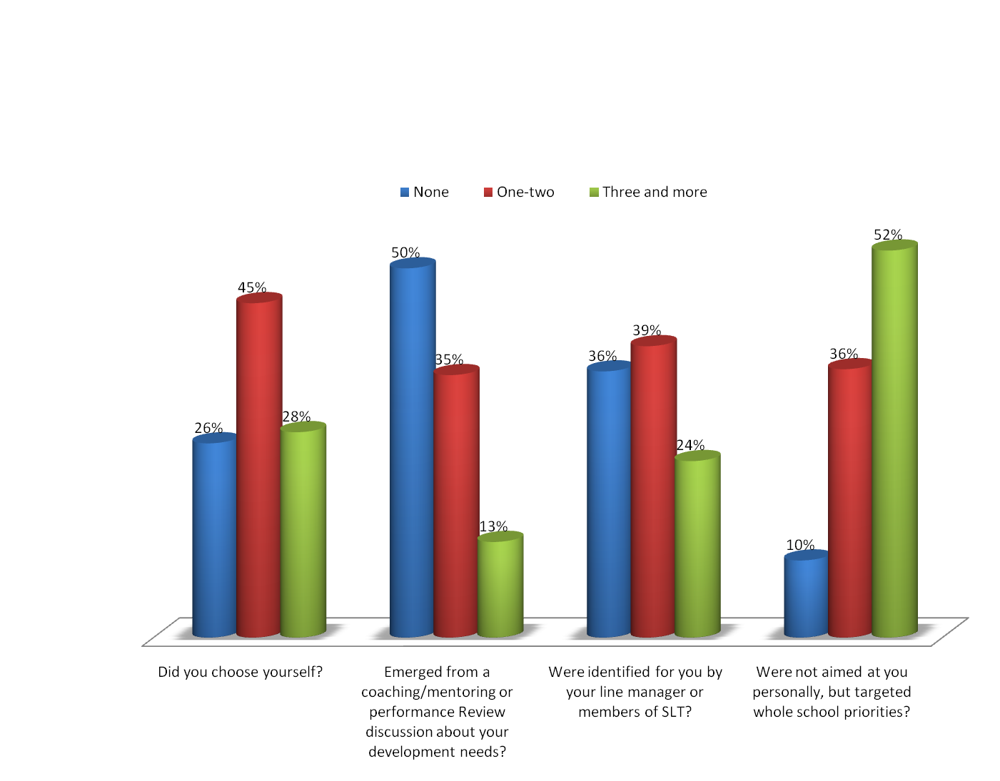 None One-two Three and more
26%
45%
28%
50%
35%
13%
36%
39%
24%
10%
36%
52%
Did you choose yourself?
Emerged from a
coaching/mentoring or
performance Review
discussion about your
development needs?
Were identified for you by
your line manager or
members of SLT?
Were not aimed at you
personally, but targeted
whole school priorities?